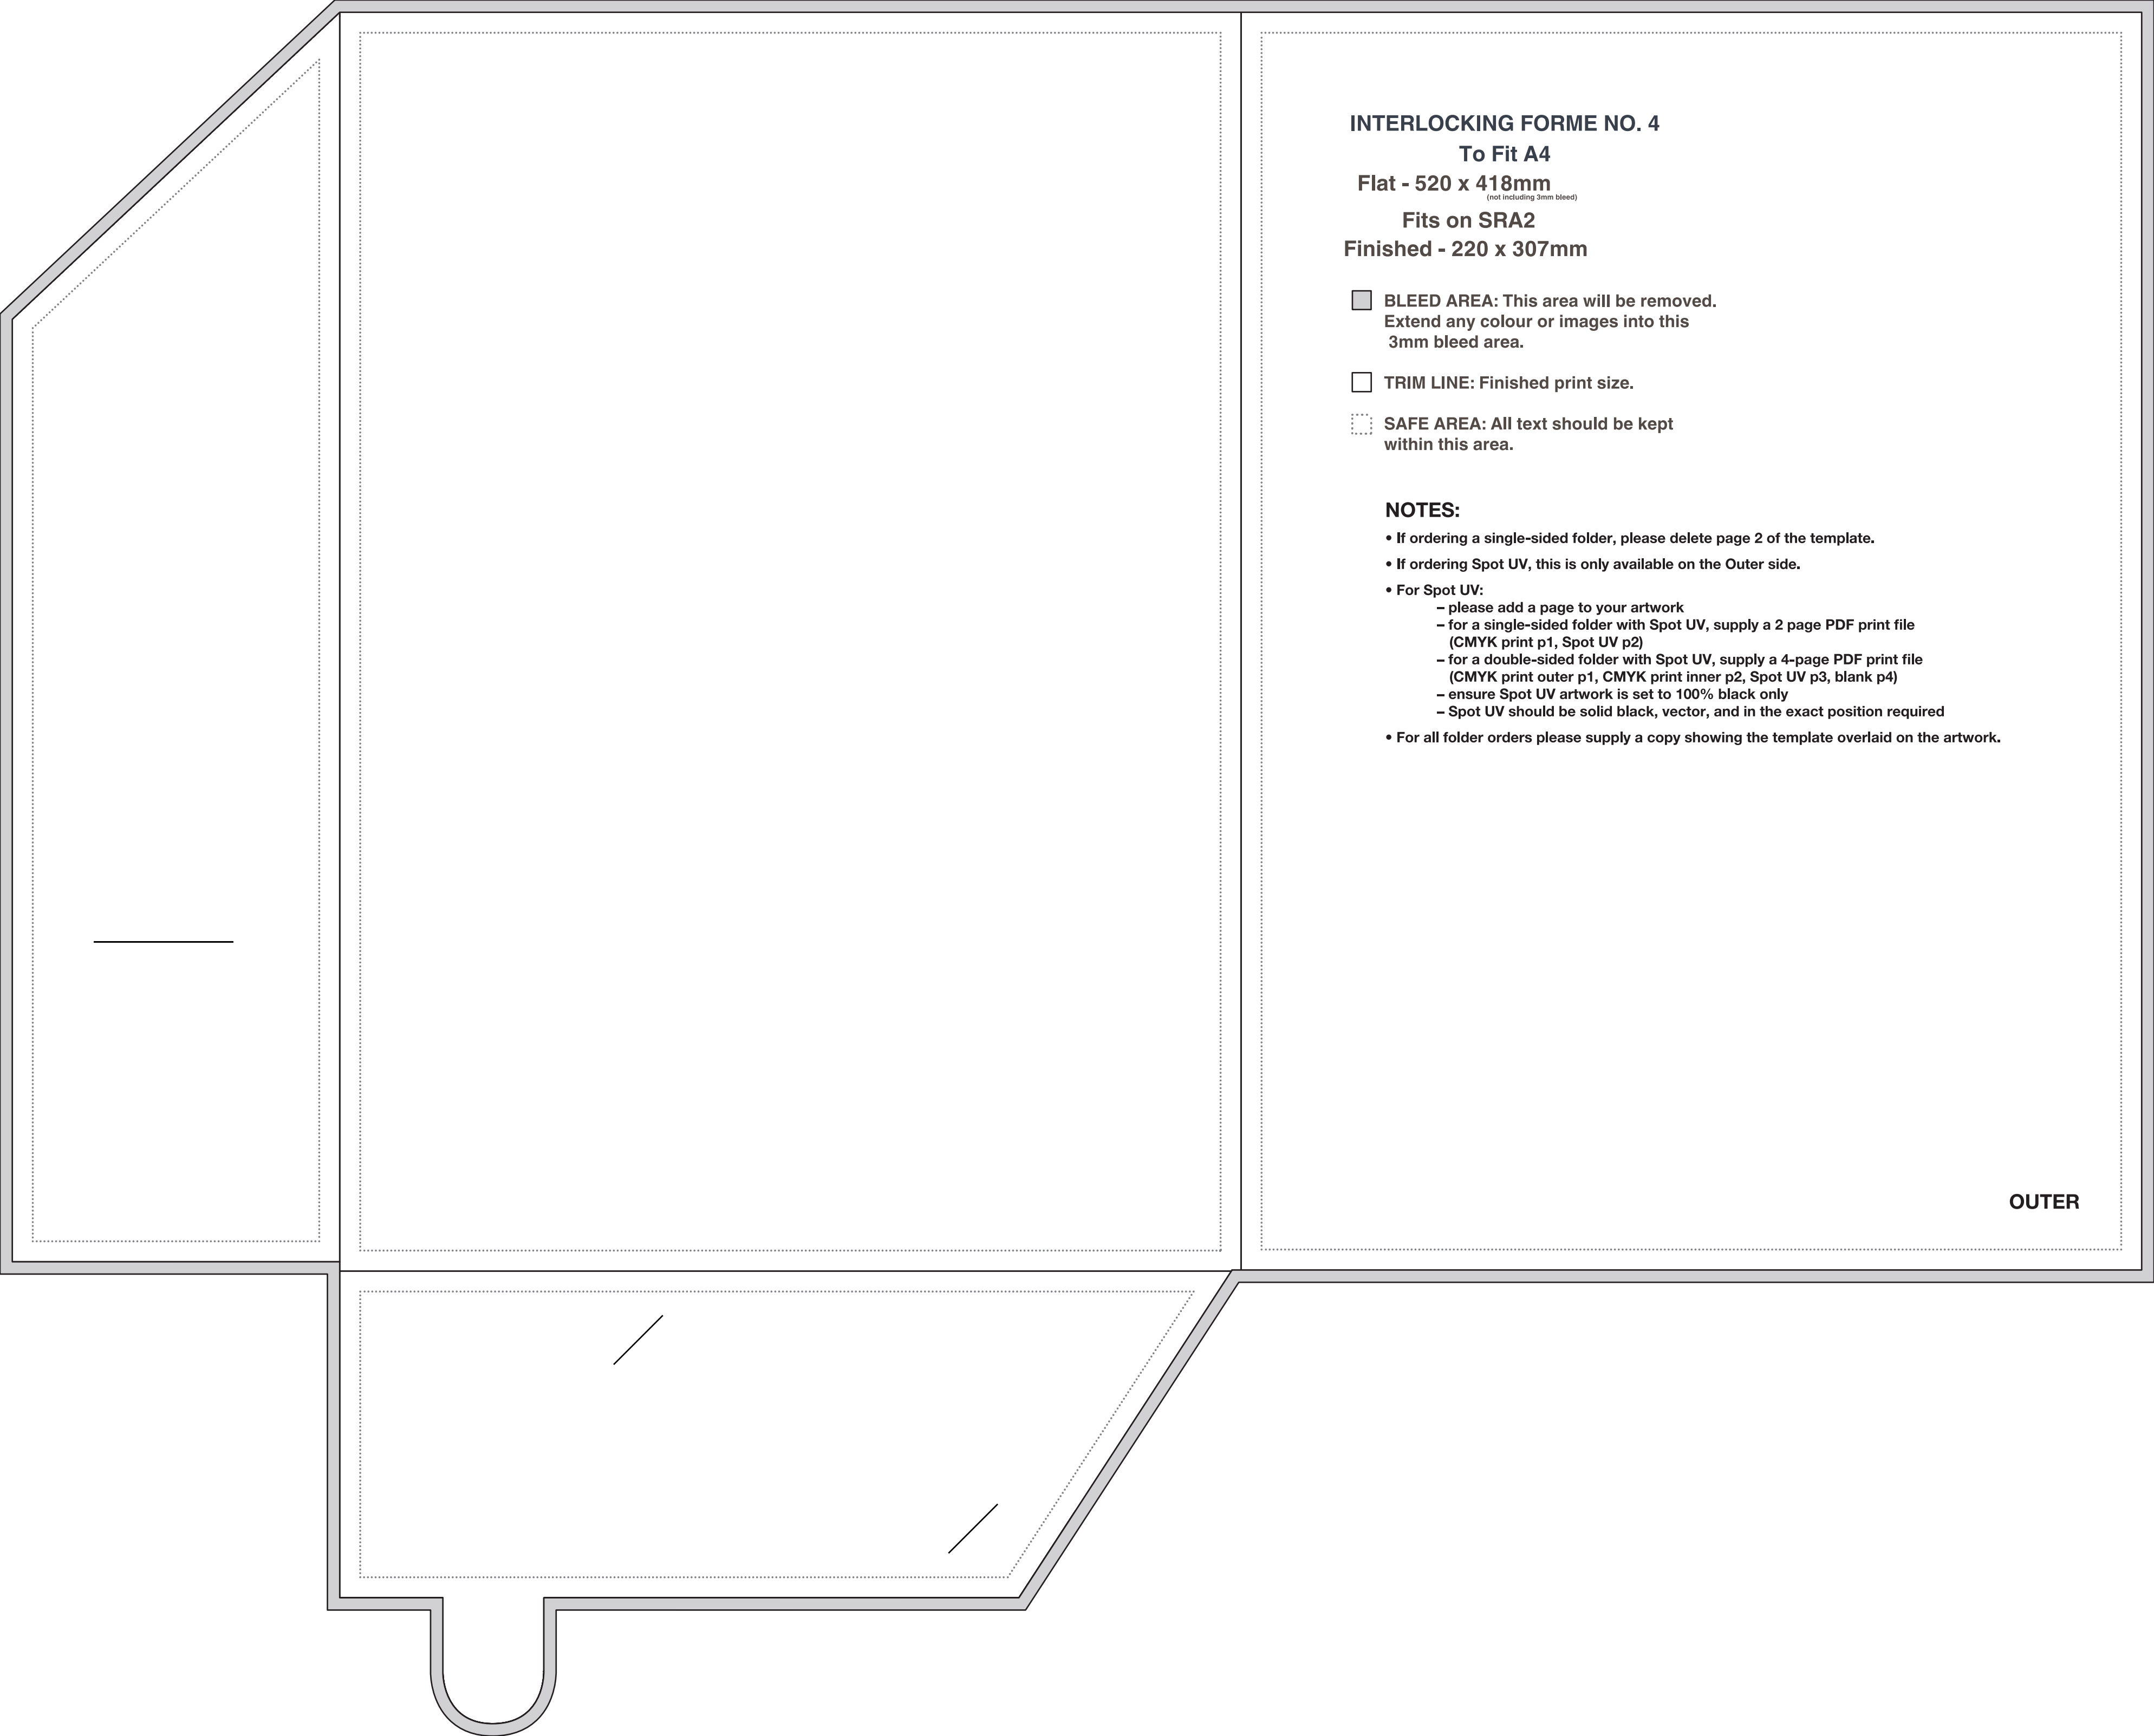 INTERLOCKING FORME NO. 4
To Fit A4
Flat - 520 x 418mm
(not including 3mm bleed)
Fits on SRA2
Finished - 220 x 307mm
BLEED AREA: This area will be removed.
Extend any colour or images into this
3mm bleed area.
TRIM LINE: Finished print size.
SAFE AREA: All text should be kept
within this area.
NOTES:
• If ordering a single-sided folder, please delete page 2 of the template.
• If ordering Spot UV, this is only available on the Outer side.
• For Spot UV:
– please add a page to your artwork
– for a single-sided folder with Spot UV, supply a 2 page PDF print file
(CMYK print p1, Spot UV p2)
– for a double-sided folder with Spot UV, supply a 4-page PDF print file
(CMYK print outer p1, CMYK print inner p2, Spot UV p3, blank p4)
– ensure Spot UV artwork is set to 100% black only
– Spot UV should be solid black, vector, and in the exact position required
• For all folder orders please supply a copy showing the template overlaid on the artwork.
OUTER